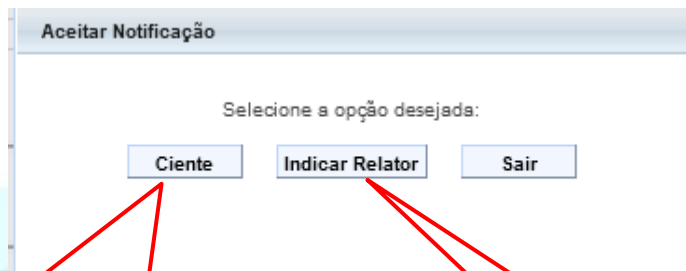 Aceitar Notificação
Selecione a opção desejada:
Ciente Indicar Relator Sair